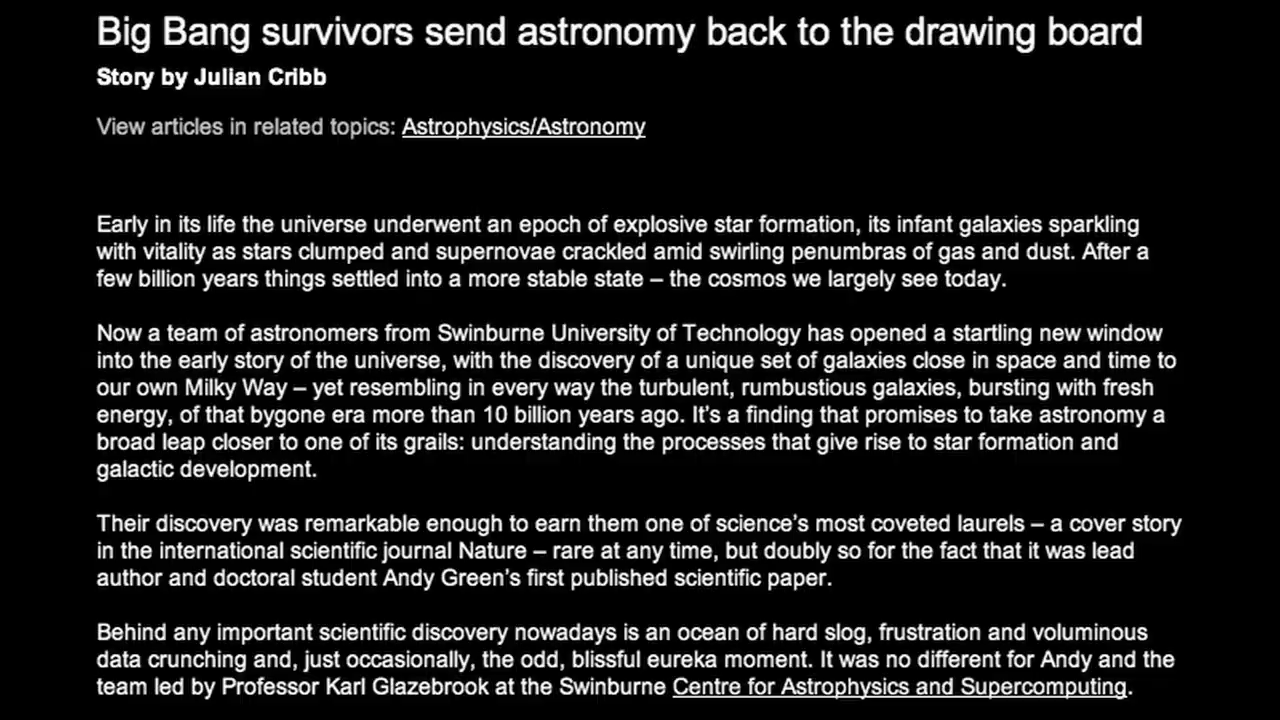 Big Bang survivors send astronomy back to the drawing board
Story by Julian Cribb
View articles in related topics: Astrophysics/Astronomy
Early in its life the universe underwent an epoch of explosive star formation, its infant galaxies sparkling
with vitality as stars clumped and supernovae crackled amid swirling penumbras of gas and dust. After a
few billion years things settled into a more stable state – the cosmos we largely see today.
Now a team of astronomers from Swinburne University of Technology has opened a startling new window
into the early story of the universe, with the discovery of a unique set of galaxies close in space and time to
our own Milky Way – yet resembling in every way the turbulent, rumbustious galaxies, bursting with fresh
energy, of that bygone era more than 10 billion years ago. It’s a finding that promises to take astronomy a
broad leap closer to one of its grails: understanding the processes that give rise to star formation and
galactic development.
Their discovery was remarkable enough to earn them one of science’s most coveted laurels – a cover story
in the international scientific journal Nature – rare at any time, but doubly so for the fact that it was lead
author and doctoral student Andy Green’s first published scientific paper.
Behind any important scientific discovery nowadays is an ocean of hard slog, frustration and voluminous
data crunching and, just occasionally, the odd, blissful eureka moment. It was no different for Andy and the
team led by Professor Karl Glazebrook at the Swinburne Centre for Astrophysics and Supercomputing.